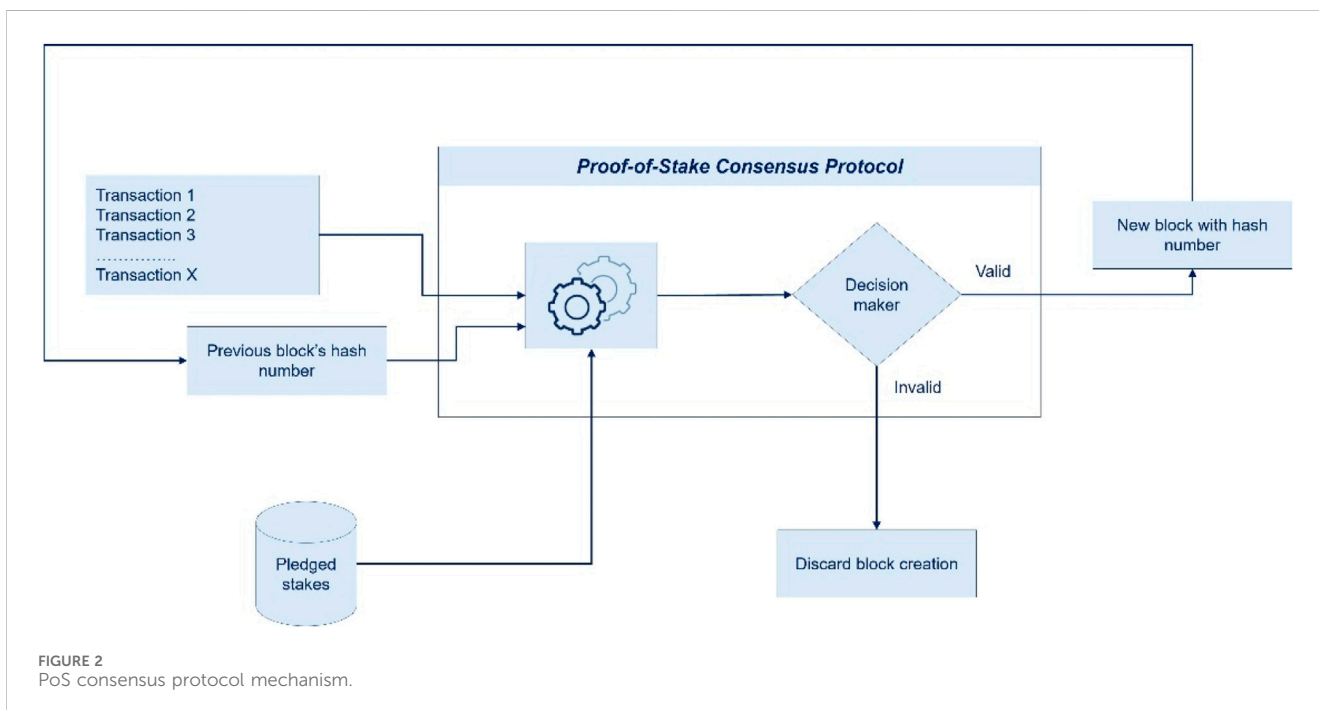 Proof-of-Stake Consensus Protocol
Transaction 1
Transaction 2
Transaction 3
..............
Transaction X
Previous block's hash
number
Decision
maker
Valid
Invalid
New block with hash
number
Pledged
stakes
Discard block creation
FIGURE 2
PoS consensus protocol mechanism.